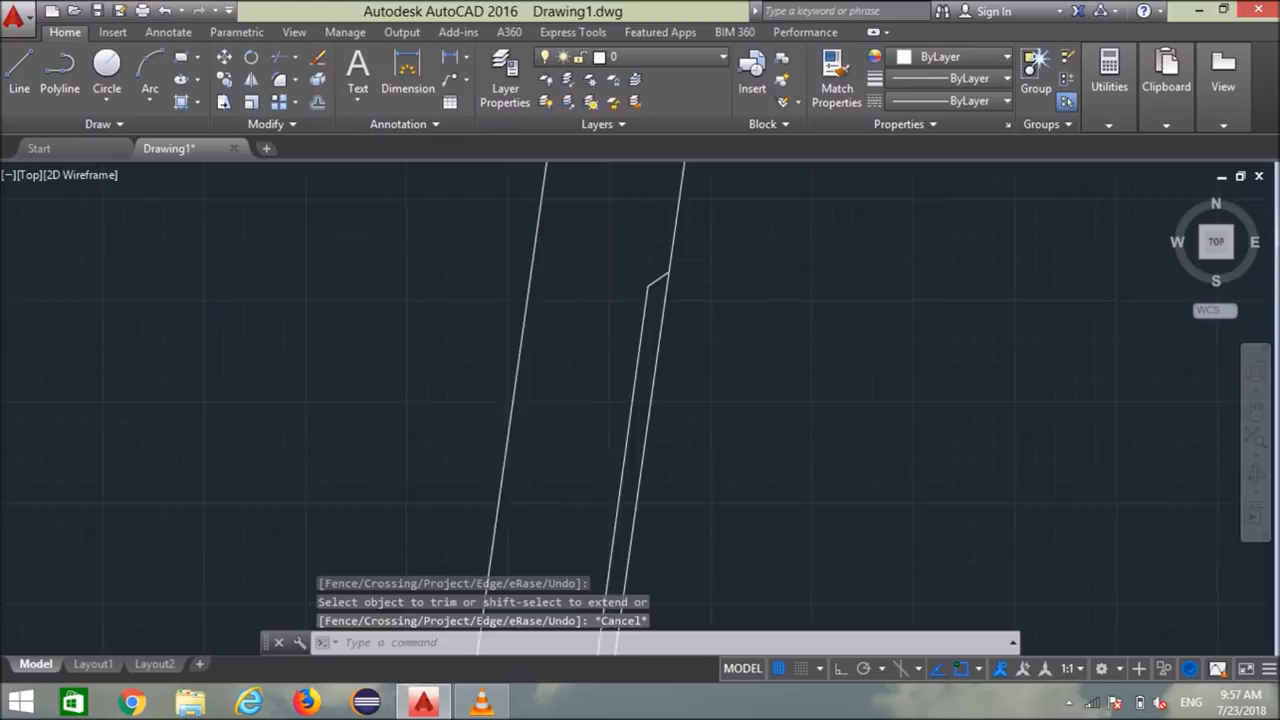 Autodesk AutoCAD 2016 Drawing1.dwg
Type a keyword or phrase
Sign In
Home Insert Annotate Parametric View Manage Output Add-ins A360 Express Tools Featured Apps BIM 360 Performance
0
ByLayer
ByLayer
ByLayer
Line Polyline Circle Arc
Text Dimension
Layer
Properties
Insert
Match
Properties
Group
Utilities
Clipboard
View
Draw Modify Annotation Layers Block Properties Groups
Start Drawing1*
[−][Top][2D Wireframe]
N
W TOP E
S
WCS
[Fence/Crossing/Project/Edge/eRase/Undo]:
Select object to trim or shift-select to extend or
[Fence/Crossing/Project/Edge/eRase/Undo]: *Cancel*
Type a command
Model Layout1 Layout2
MODEL
1:1
ENG
9:57 AM
7/23/2018